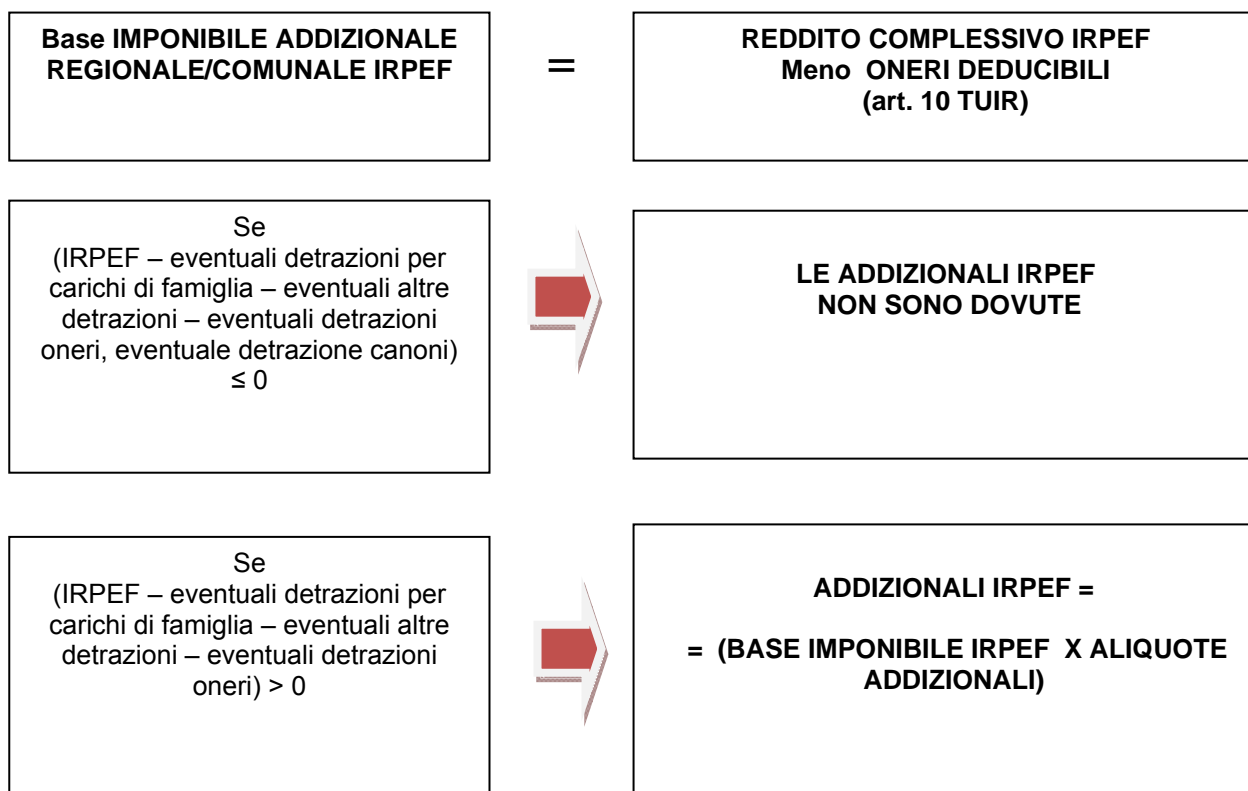 Base IMPONIBILE ADDIZIONALE
REGIONALE/COMUNALE IRPEF
=
REDDITO COMPLESSIVO IRPEF
Meno ONERI DEDUCIBILI
(art. 10 TUIR)
Se
(IRPEF – eventuali detrazioni per
carichi di famiglia – eventuali altre
detrazioni – eventuali detrazioni
oneri, eventuale detrazione canoni)
≤ 0
LE ADDIZIONALI IRPEF
NON SONO DOVUTE
Se
(IRPEF – eventuali detrazioni per
carichi di famiglia – eventuali altre
detrazioni – eventuali detrazioni
oneri) > 0
ADDIZIONALI IRPEF =
= (BASE IMPONIBILE IRPEF X ALIQUOTE
ADDIZIONALI)